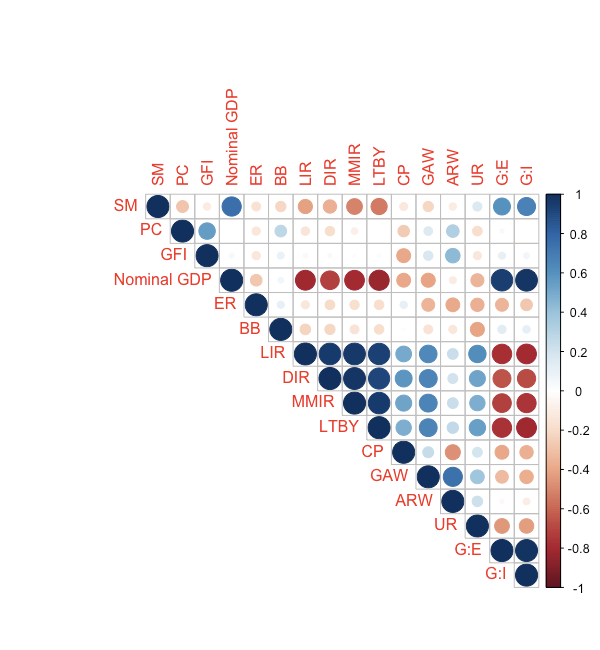 SM PC GFI Nominal GDP ER BB LIR DIR MMIR LTBY CP GAW ARW UR G:E G:I
SM
PC
GFI
Nominal GDP
ER
BB
LIR
DIR
MMIR
LTBY
CP
GAW
ARW
UR
G:E
G:I
1
0.8
0.6
0.4
0.2
0
-0.2
-0.4
-0.6
-0.8
-1